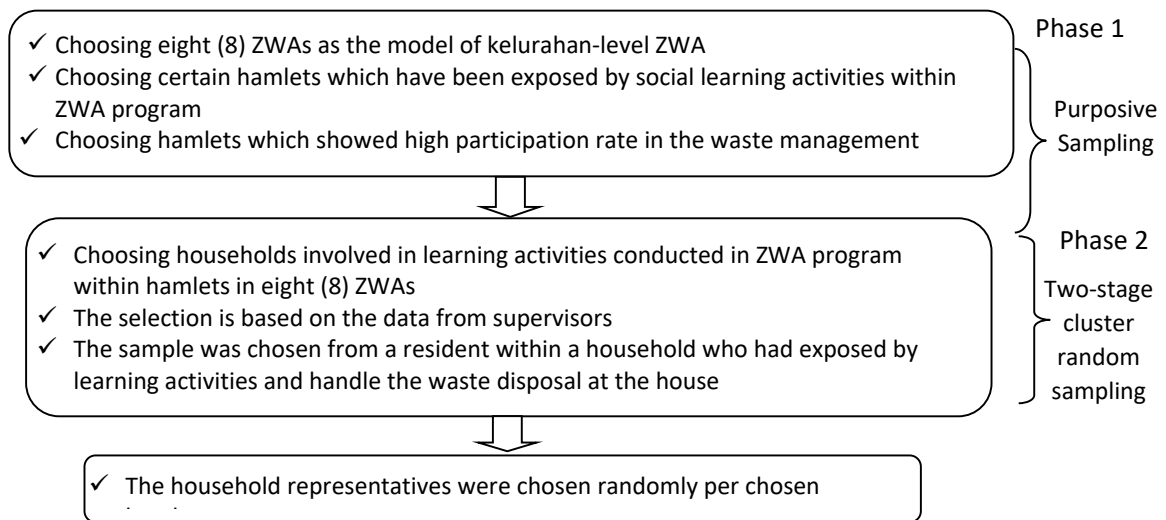 Phase 1
✓ Choosing eight (8) ZWAs as the model of kelurahan-level ZWA
✓ Choosing certain hamlets which have been exposed by social learning activities within
ZWA program
✓ Choosing hamlets which showed high participation rate in the waste management
Purposive
Sampling
Phase 2
✓ Choosing households involved in learning activities conducted in ZWA program
within hamlets in eight (8) ZWAs
✓ The selection is based on the data from supervisors
✓ The sample was chosen from a resident within a household who had exposed by
learning activities and handle the waste disposal at the house
Two-stage
cluster
random
sampling
✓ The household representatives were chosen randomly per chosen